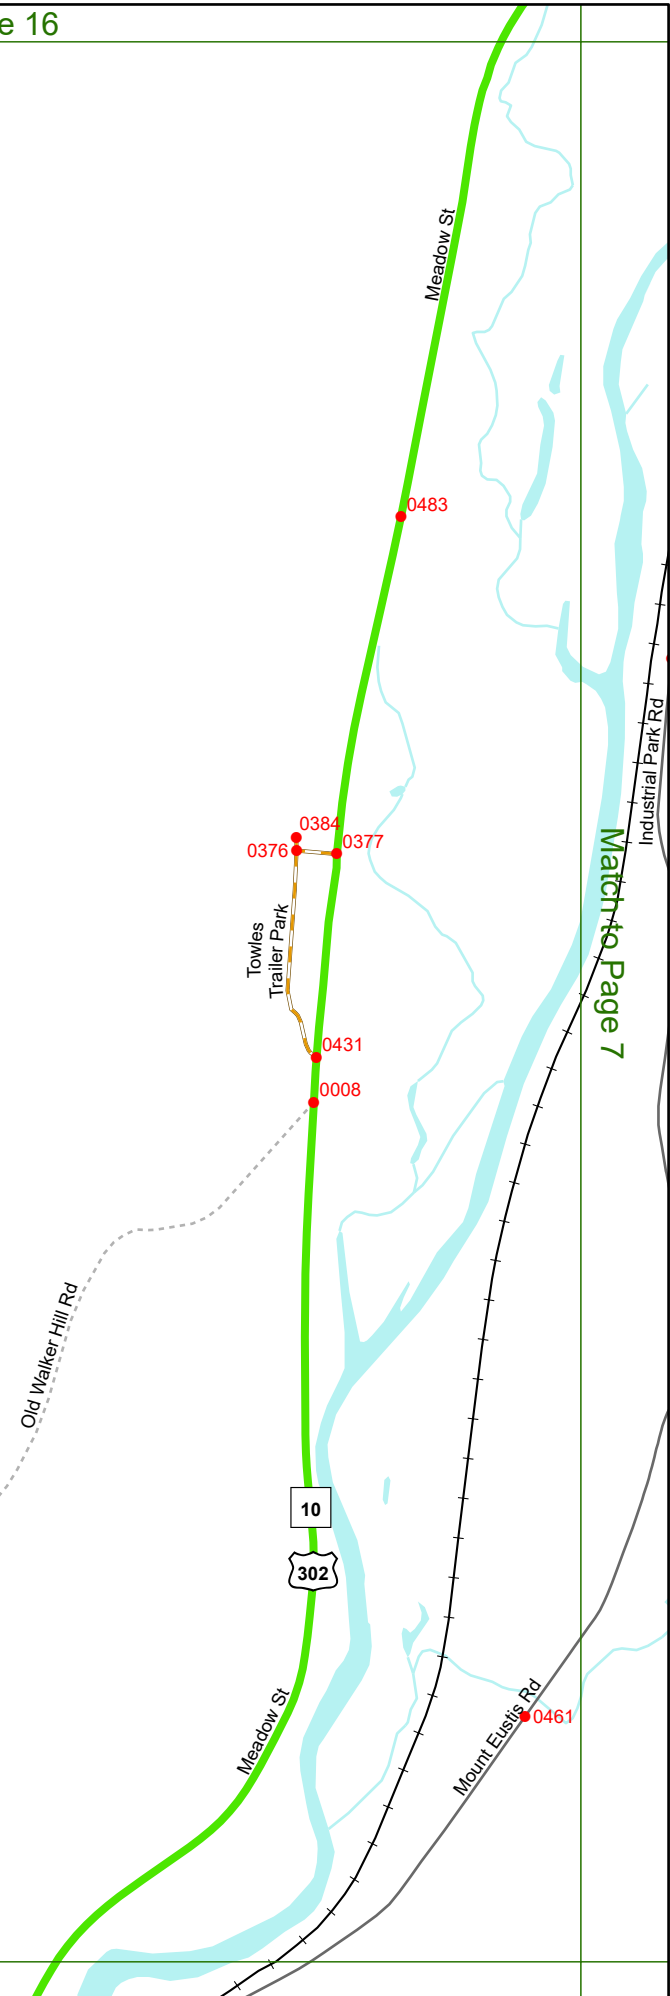 e 16
Meadow St
0483
Industrial Park Rd
0384
0376
0377
Match to Page 7
Towles
Trailer Park
0431
0008
Old Walker Hill Rd
10
302
Meadow St
Mount Eustis Rd
0461